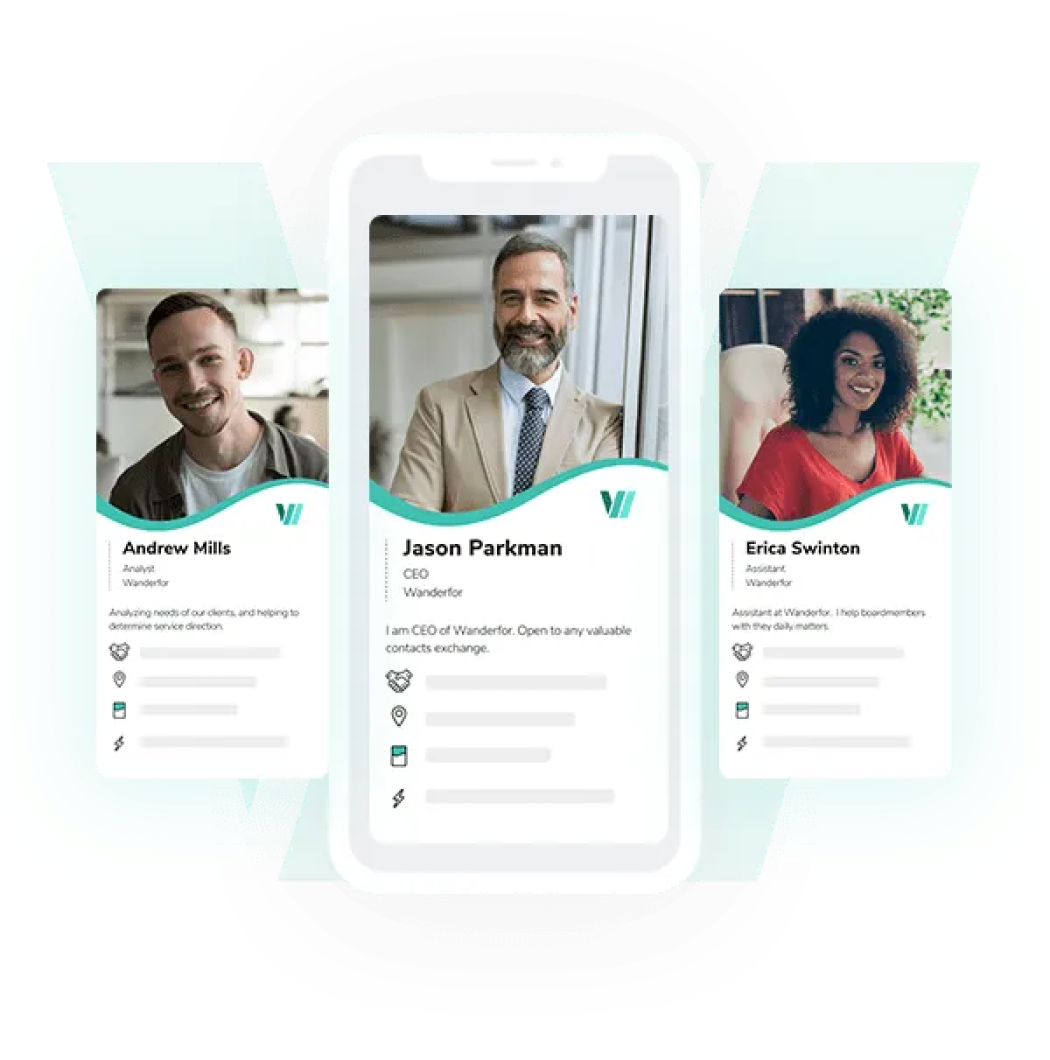 Andrew Mills
Analyst
Wanderfor
Analyzing needs of our clients, and helping to
determine service direction.
Jason Parkman
CEO
Wanderfor
I am CEO of Wanderfor. Open to any valuable
contacts exchange.
Erica Swinton
Assistant
Wanderfor
Assistant at Wanderfor. I help boardmembers
with they daily matters.